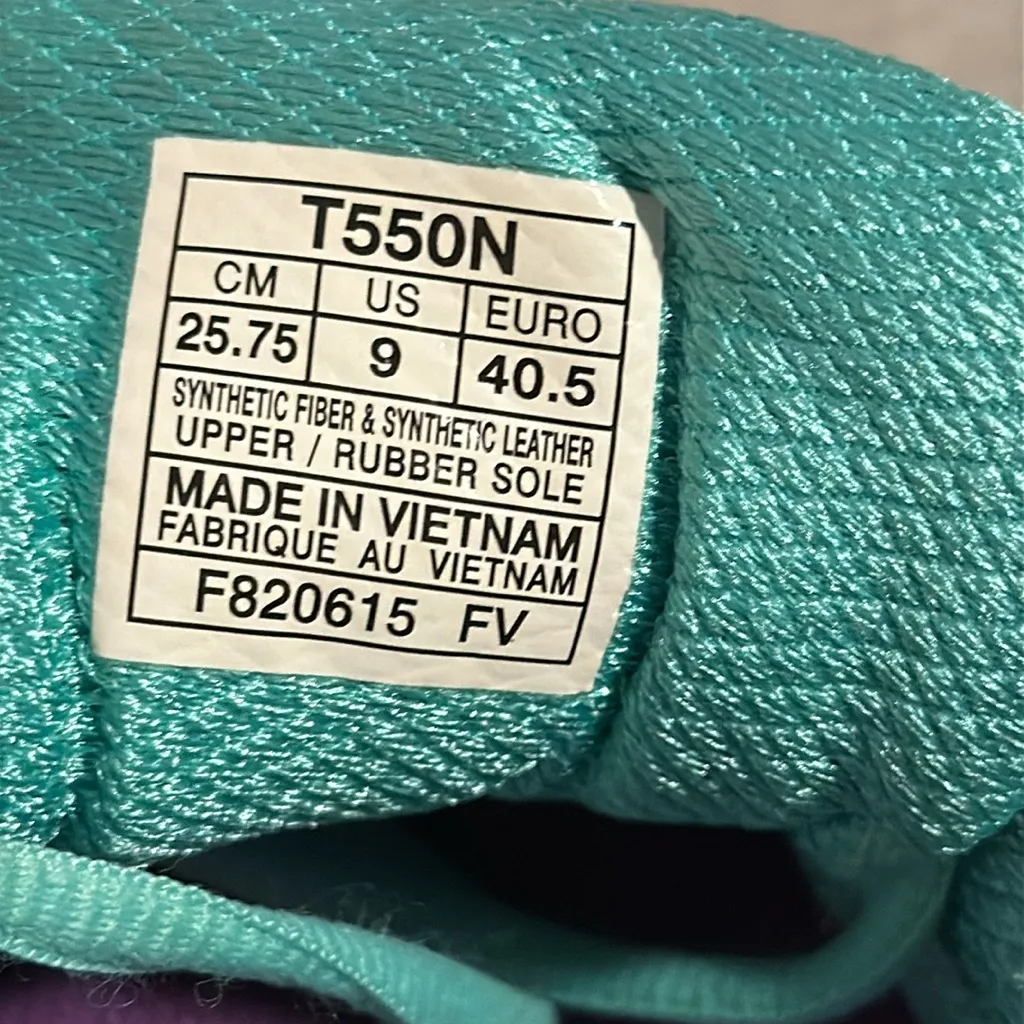 T550N
CM US EURO
25.75 9 40.5
SYNTHETIC FIBER & SYNTHETIC LEATHER
UPPER / RUBBER SOLE
MADE IN VIETNAM
FABRIQUE AU VIETNAM
F820615 FV